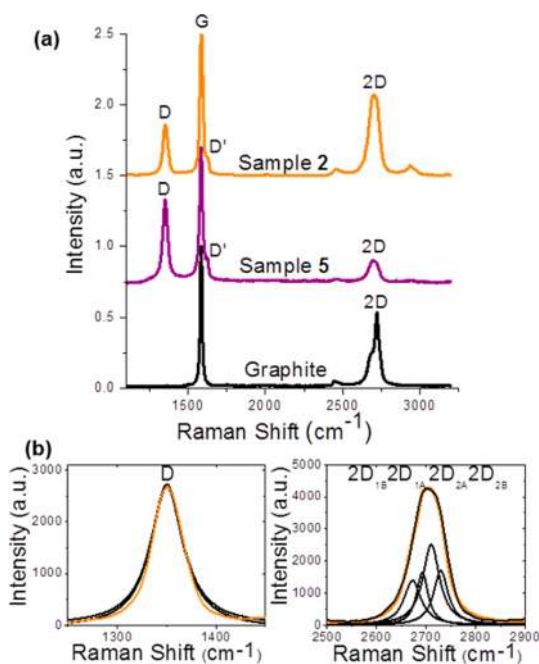 (a)
G
2.5
2D
2.0
D
D'
Sample 2
1.5
D
D'
2D
1.0
Sample 5
2D
0.5
Graphite
0.0
1500 2000 2500 3000
Raman Shift (cm-1)
Intensity (a.u.)
(b)
D
3000
2000
1000
0
1300 1400
Raman Shift (cm-1)
Intensity (a.u.)
2D1B 2D1A 2D2A 2D2B
5000
4000
3000
2000
1000
0
2500 2600 2700 2800 2900
Raman Shift (cm-1)
Intensity (a.u.)